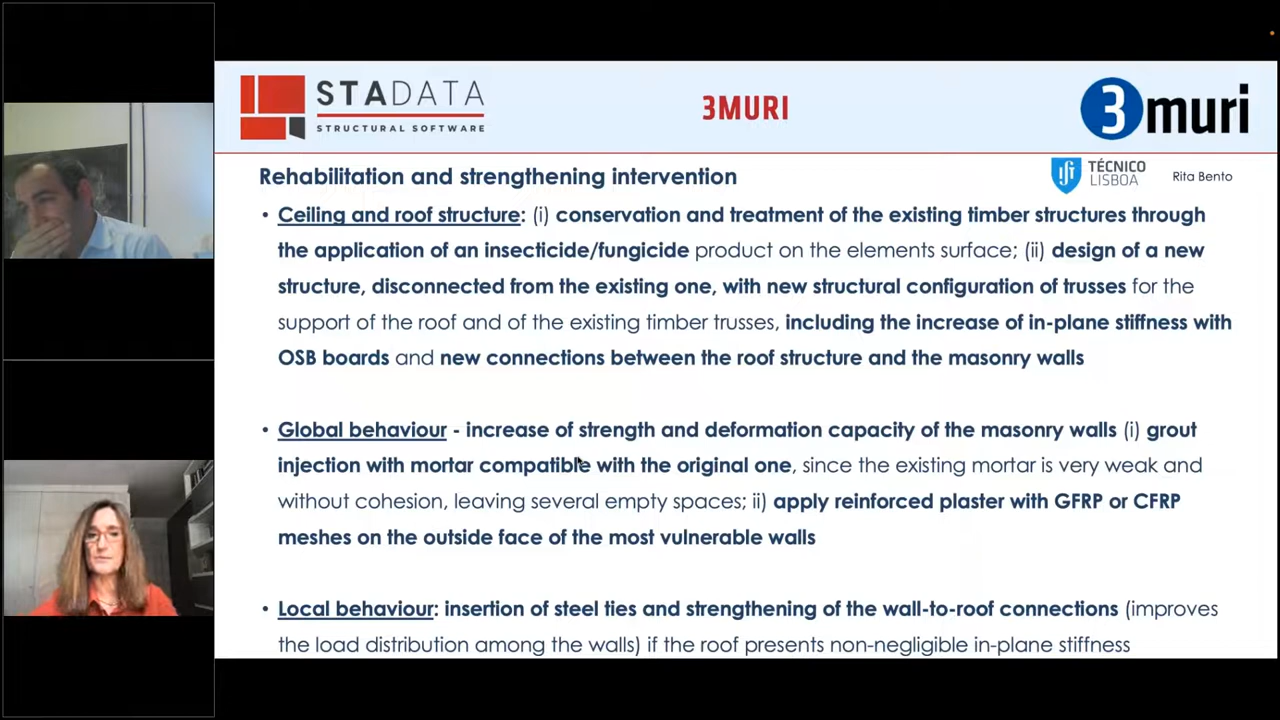 STADATA
STRUCTURAL SOFTWARE
3MURI
3muri
Rehabilitation and strengthening intervention
TÉCNICO
LISBOA
Rita Bento
• Ceiling and roof structure: (i) conservation and treatment of the existing timber structures through
the application of an insecticide/fungicide product on the elements surface; (ii) design of a new
structure, disconnected from the existing one, with new structural configuration of trusses for the
support of the roof and of the existing timber trusses, including the increase of in-plane stiffness with
OSB boards and new connections between the roof structure and the masonry walls
• Global behaviour - increase of strength and deformation capacity of the masonry walls (i) grout
injection with mortar compatible with the original one, since the existing mortar is very weak and
without cohesion, leaving several empty spaces; ii) apply reinforced plaster with GFRP or CFRP
meshes on the outside face of the most vulnerable walls
• Local behaviour: insertion of steel ties and strengthening of the wall-to-roof connections (improves
the load distribution among the walls) if the roof presents non-negligible in-plane stiffness